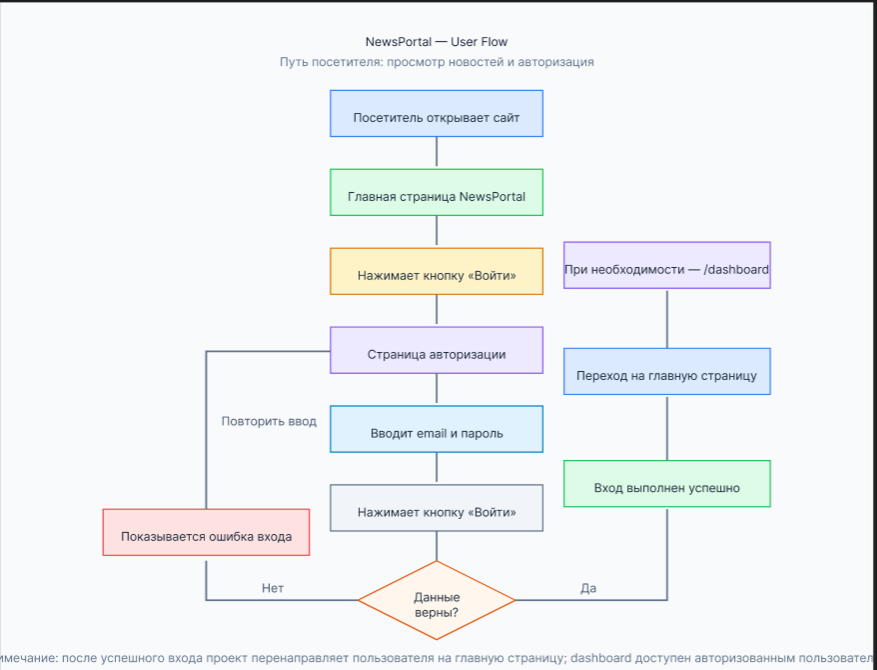 NewsPortal — User Flow
Путь посетителя: просмотр новостей и авторизация
Посетитель открывает сайт
Главная страница NewsPortal
Нажимает кнопку «Войти»
При необходимости — /dashboard
Страница авторизации
Переход на главную страницу
Повторить ввод
Вводит email и пароль
Вход выполнен успешно
Нажимает кнопку «Войти»
Показывается ошибка входа
Нет
Данные
верны?
Да
имечание: после успешного входа проект перенаправляет пользователя на главную страницу; dashboard доступен авторизованным пользовател